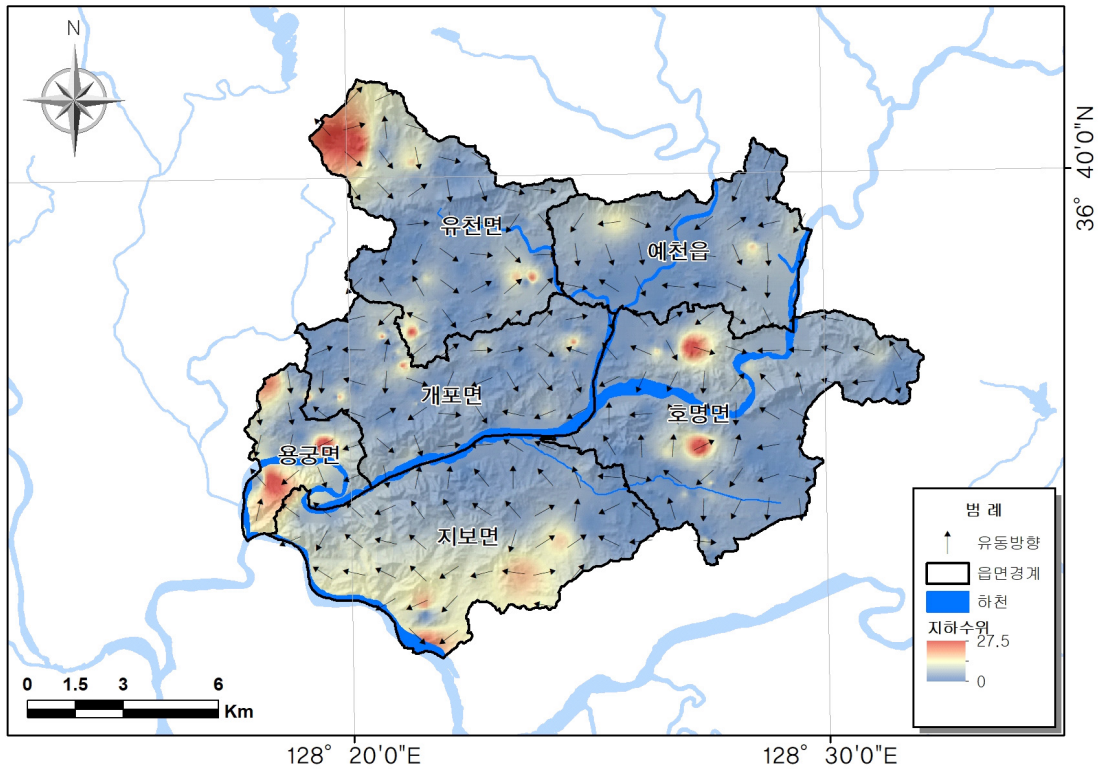 N
40'0"N
36°
유천면
예천읍
개포면
호명면
용궁면
지보면
범 례
유동방향
읍면경계
하천
지하수위
27.5
0
0 1.5 3 6
Km
128° 20'0"E
128° 30'0"E